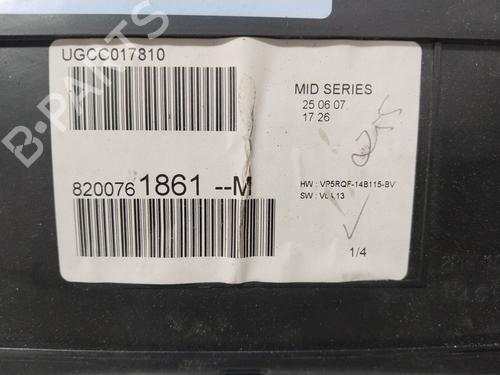 UGCC017810
MID SERIES
25 06 07
17 26
8200761861 --M
HW : VP5RQF-14B115-BV
1/4
B-PARTS